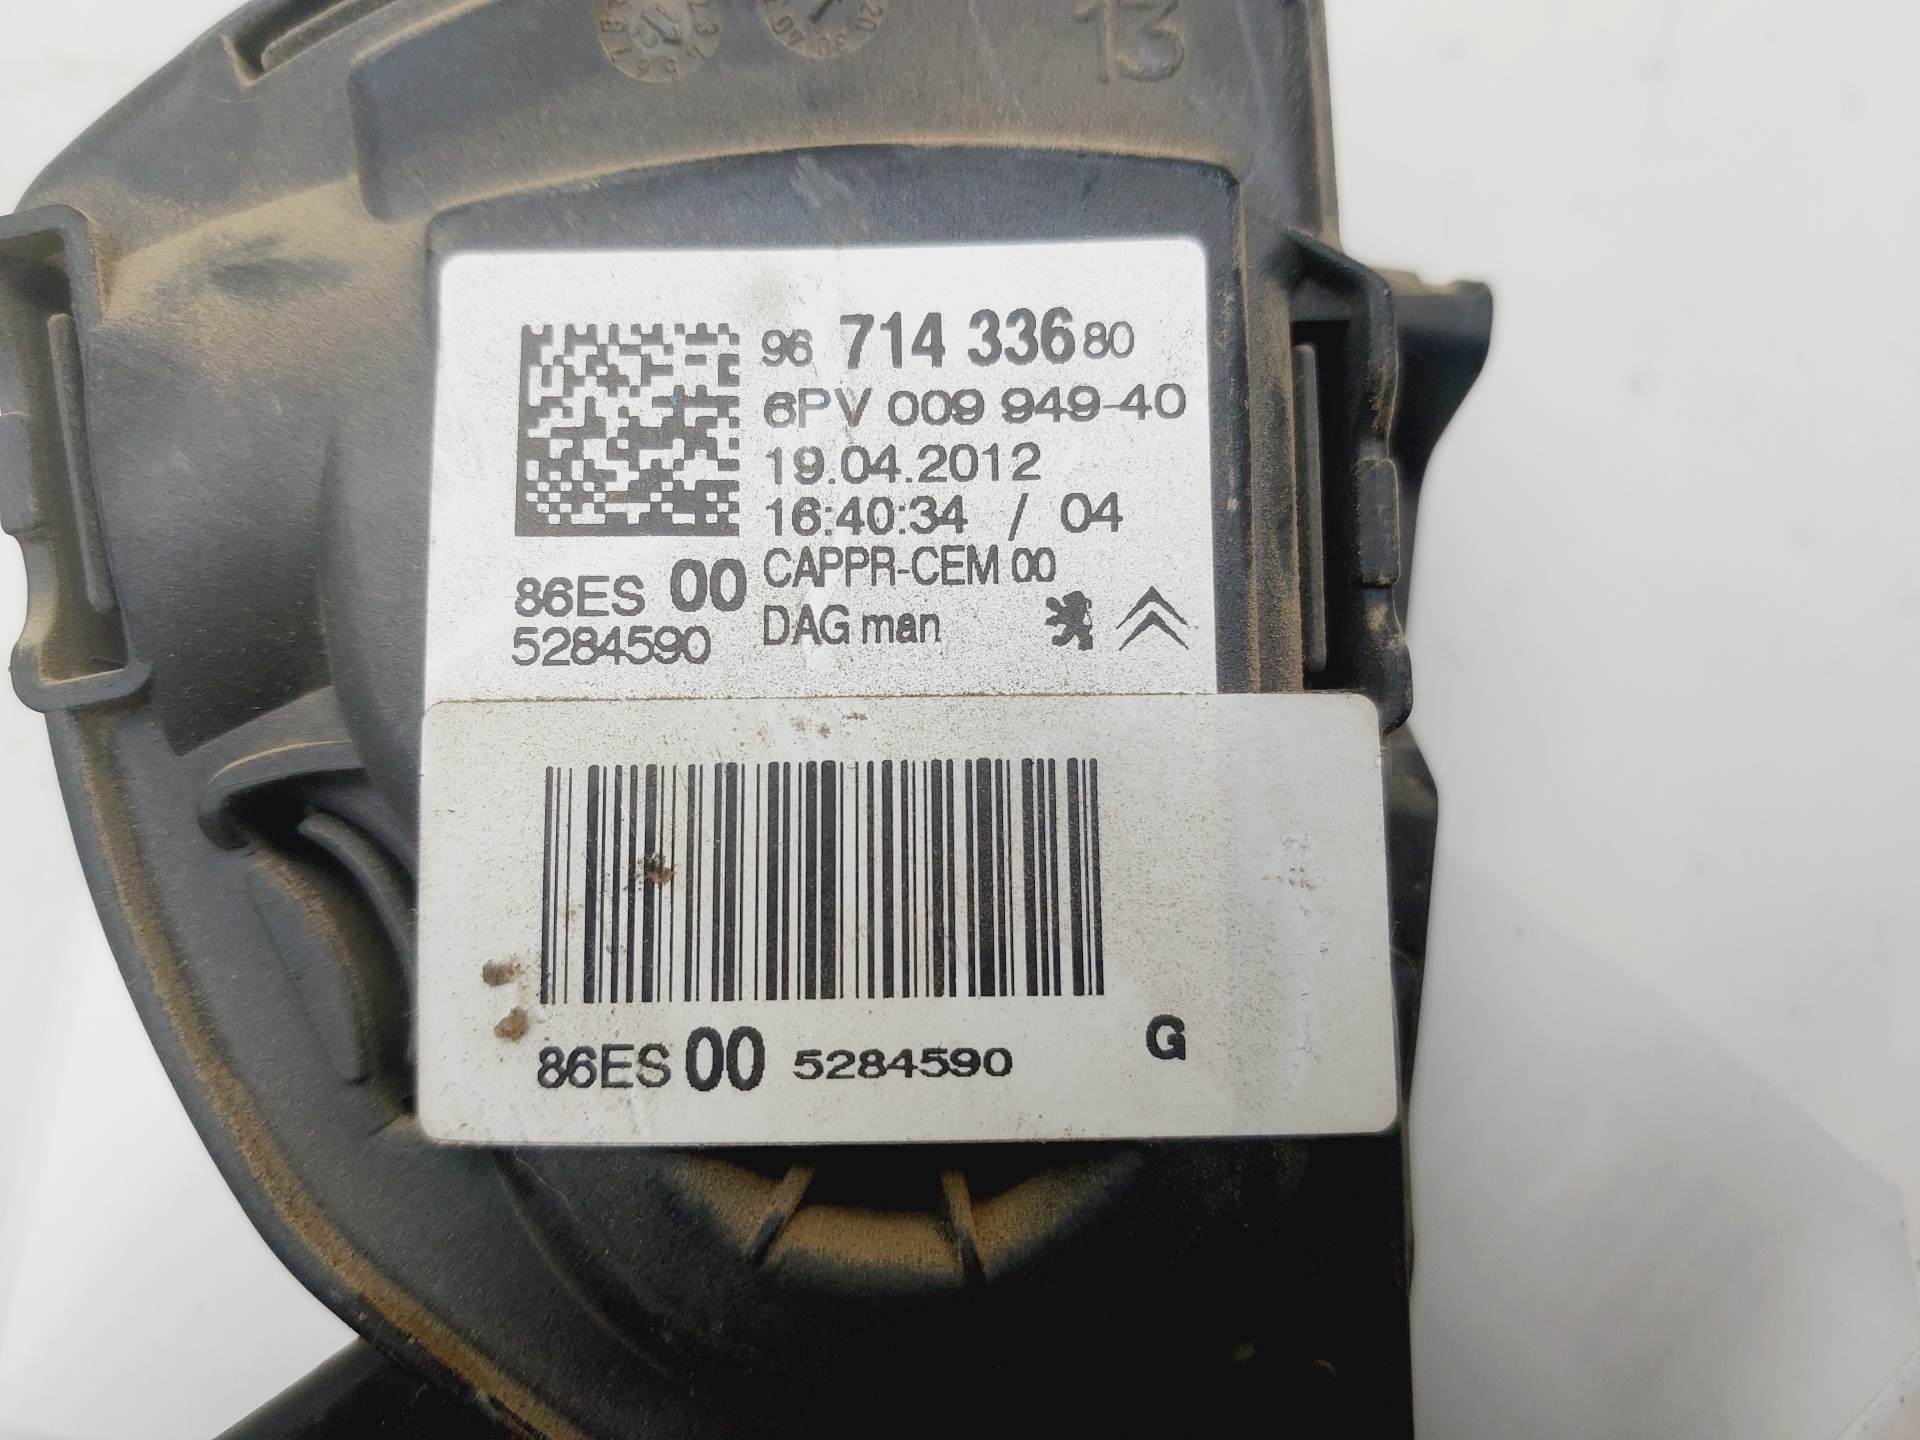 13
96 714 336 80
6PV 009 949-40
19.04.2012
16:40:34 / 04
CAPPR-CEM 00
86ES 00
DAG man
5284590
86ES 00 5284590 G